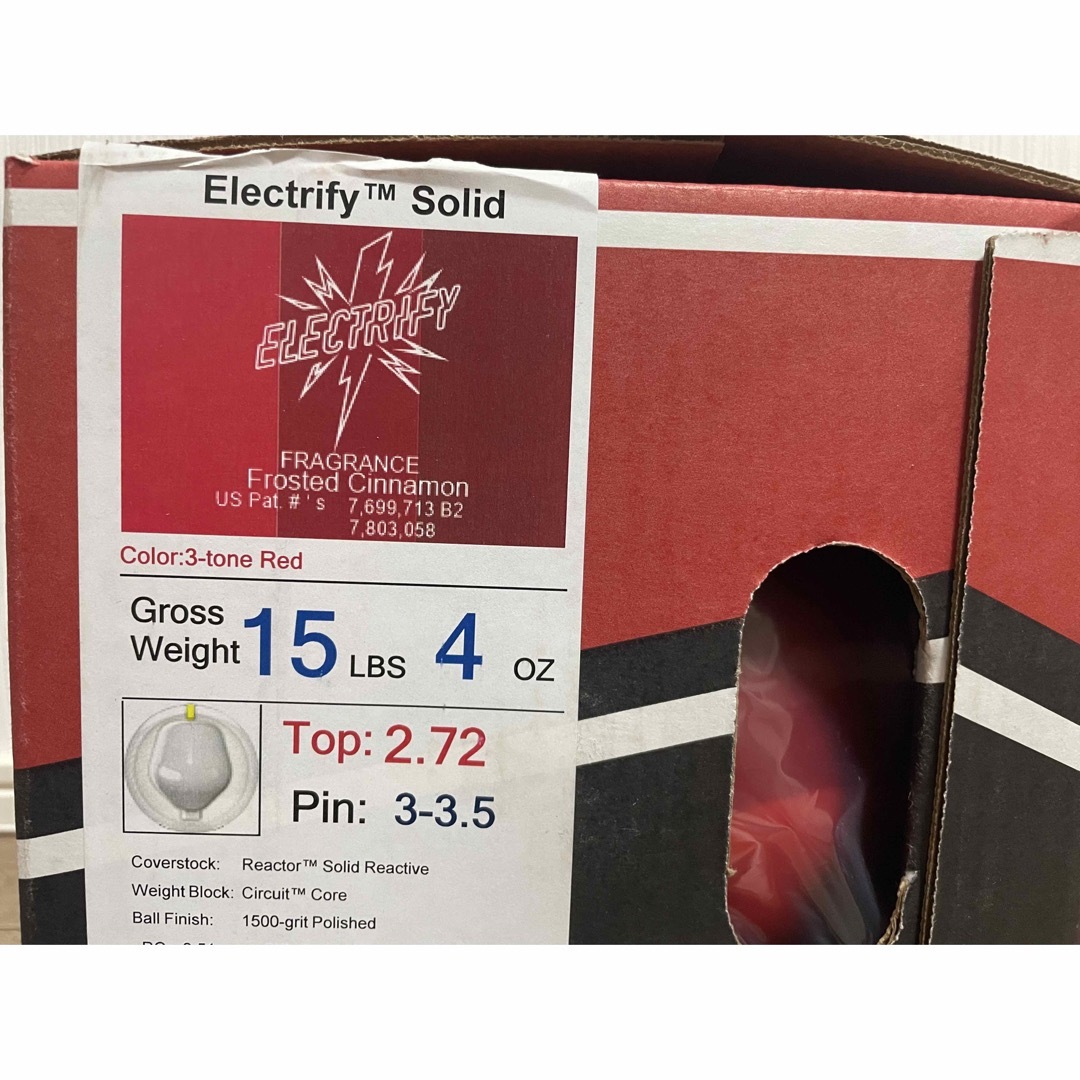 Electrify™ Solid
ELECTRIFY
FRAGRANCE
Frosted Cinnamon
US Pat. #'s 7,699,713 B2
7,803,058
Color:3-tone Red
Gross Weight 15 LBS 4 OZ
Top: 2.72
Pin: 3-3.5
Coverstock: Reactor™ Solid Reactive
Weight Block: Circuit™ Core
Ball Finish: 1500-grit Polished